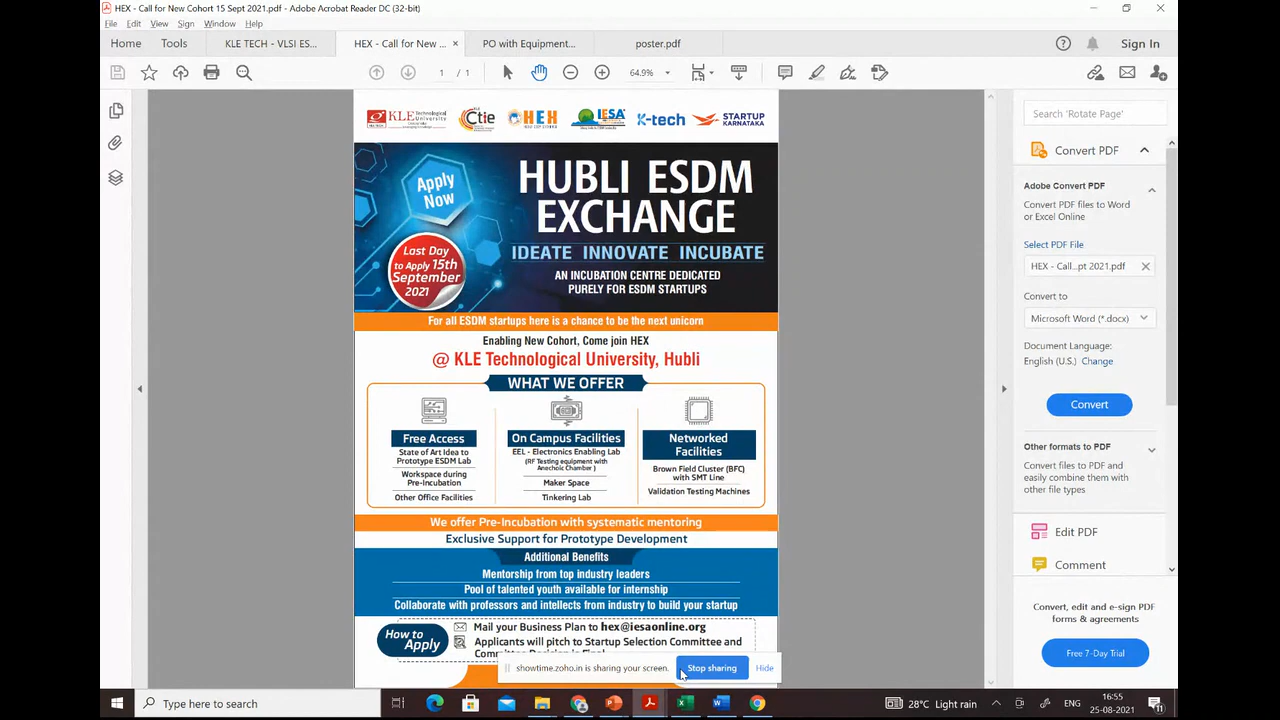 HEX - Call for New Cohort 15 Sept 2021.pdf - Adobe Acrobat Reader DC (32-bit)
File Edit View Sign Window Help
Home Tools KLE TECH - VLSI ES... HEX - Call for New ... × PO with Equipment... poster.pdf Sign In
1 / 1 64.9%
KLE Technological University
Ctie HEH IESA K-tech STARTUP KARNATAKA
Apply
Now
HUBLI ESDM
EXCHANGE
IDEATE INNOVATE INCUBATE
AN INCUBATION CENTRE DEDICATED
PURELY FOR ESDM STARTUPS
Last Day
to Apply 15th
September
2021
For all ESDM startups here is a chance to be the next unicorn
Enabling New Cohort, Come join HEX
@ KLE Technological University, Hubli
WHAT WE OFFER
Free Access
State of Art Idea to
Prototype ESDM Lab
Workspace during
Pre-Incubation
Other Office Facilities
On Campus Facilities
EEL - Electronics Enabling Lab
(RF Testing equipment with
Anechoic Chamber )
Maker Space
Tinkering Lab
Networked
Facilities
Brown Field Cluster (BFC)
with SMT Line
Validation Testing Machines
We offer Pre-Incubation with systematic mentoring
Exclusive Support for Prototype Development
Additional Benefits
Mentorship from top industry leaders
Pool of talented youth available for internship
Collaborate with professors and intellects from industry to build your startup
How to
Apply
Mail your Business Plan to hex@iesaonline.org
Applicants will pitch to Startup Selection Committee and
showtime.zoho.in is sharing your screen. Stop sharing Hide
Search 'Rotate Page'
Convert PDF
Adobe Convert PDF
Convert PDF files to Word
or Excel Online
Select PDF File
HEX - Call...pt 2021.pdf
Convert to
Microsoft Word (*.docx)
Document Language:
English (U.S.) Change
Convert
Other formats to PDF
Convert files to PDF and
easily combine them with
other file types
Edit PDF
Comment
Convert, edit and e-sign PDF
forms & agreements
Free 7-Day Trial
Type here to search
28°C Light rain
ENG
16:55
25-08-2021
11